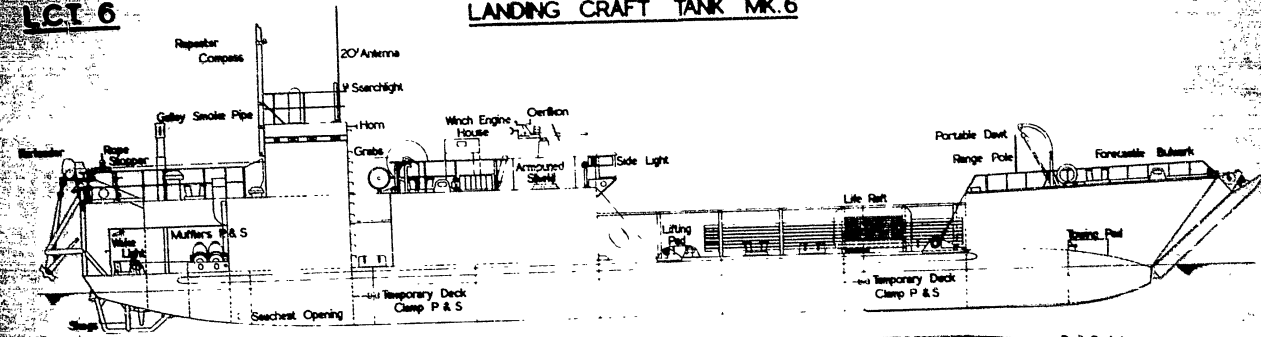 L.C.T. 6
LANDING CRAFT TANK MK.6
Repeater
Compass
20' Antenna
Searchlight
Galley Smoke Pipe
Horn
Winch Engine
House
Oerlikon
Rope
Stopper
Grabs
Armoured
Shield
Side Light
Portable Davit
Range Pole
Forecastle Bulwark
Life Raft
Wake
Light
Mufflers P & S
Lifting
Pad
Towing Pad
Temporary Deck
Clamp P & S
Temporary Deck
Clamp P & S
Seachest Opening
Skegs